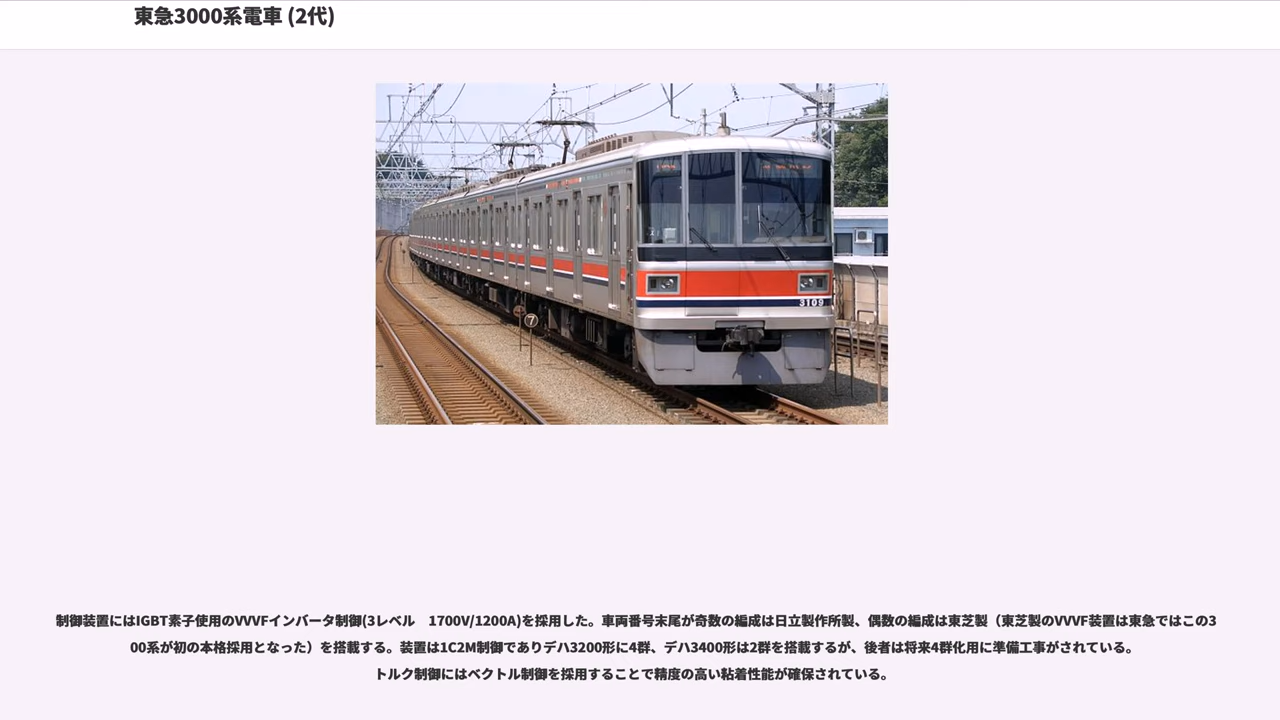 東急3000系電車 (2代)
3109
7
制御装置にはIGBT素子使用のVVVFインバータ制御(3レベル　1700V/1200A)を採用した。車両番号末尾が奇数の編成は日立製作所製、偶数の編成は東芝製（東芝製のVVVF装置は東急ではこの3
00系が初の本格採用となった）を搭載する。装置は1C2M制御でありデハ3200形に4群、デハ3400形は2群を搭載するが、後者は将来4群化用に準備工事がされている。
トルク制御にはベクトル制御を採用することで精度の高い粘着性能が確保されている。